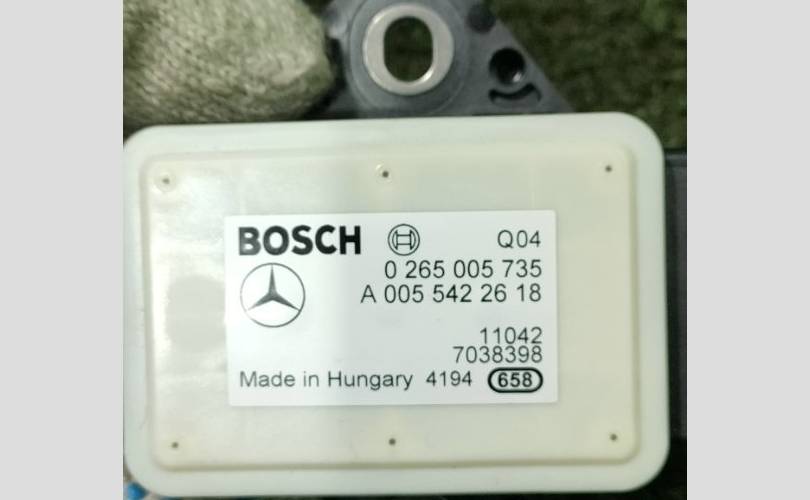 BOSCH Q04
0 265 005 735
A 005 542 26 18
11042
7038398
Made in Hungary 4194 658